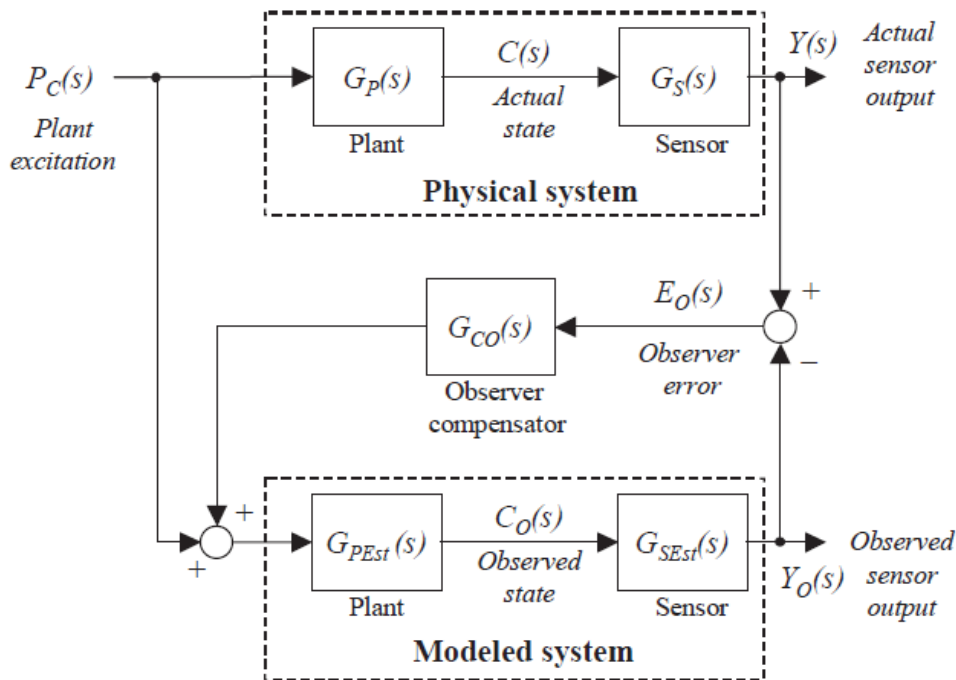 P_C(s)
Plant
excitation
G_P(s)
Plant
C(s)
Actual
state
G_S(s)
Sensor
Physical system
Y(s)
Actual
sensor
output
G_CO(s)
Observer
compensator
E_O(s)
Observer
error
+
–
+
+
G_PEst(s)
Plant
C_O(s)
Observed
state
G_SEst(s)
Sensor
Modeled system
Y_O(s)
Observed
sensor
output